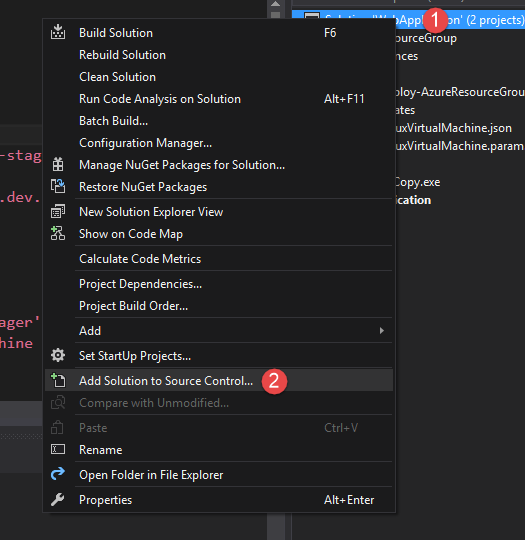 Solution 'WebApp
on' (2 projects)
1
Build Solution F6
Rebuild Solution
Clean Solution
Run Code Analysis on Solution Alt+F11
Batch Build...
Configuration Manager...
Manage NuGet Packages for Solution...
Restore NuGet Packages
New Solution Explorer View
Show on Code Map
Calculate Code Metrics
Project Dependencies...
Project Build Order...
Add
Set StartUp Projects...
Add Solution to Source Control... 2
Compare with Unmodified...
Paste Ctrl+V
Rename
Open Folder in File Explorer
Properties Alt+Enter
ourceGroup
nces
ploy-AzureResourceGrou
ates
uxVirtualMachine.json
uxVirtualMachine.param
Copy.exe
ication
-stag
.dev.
ager'
hine